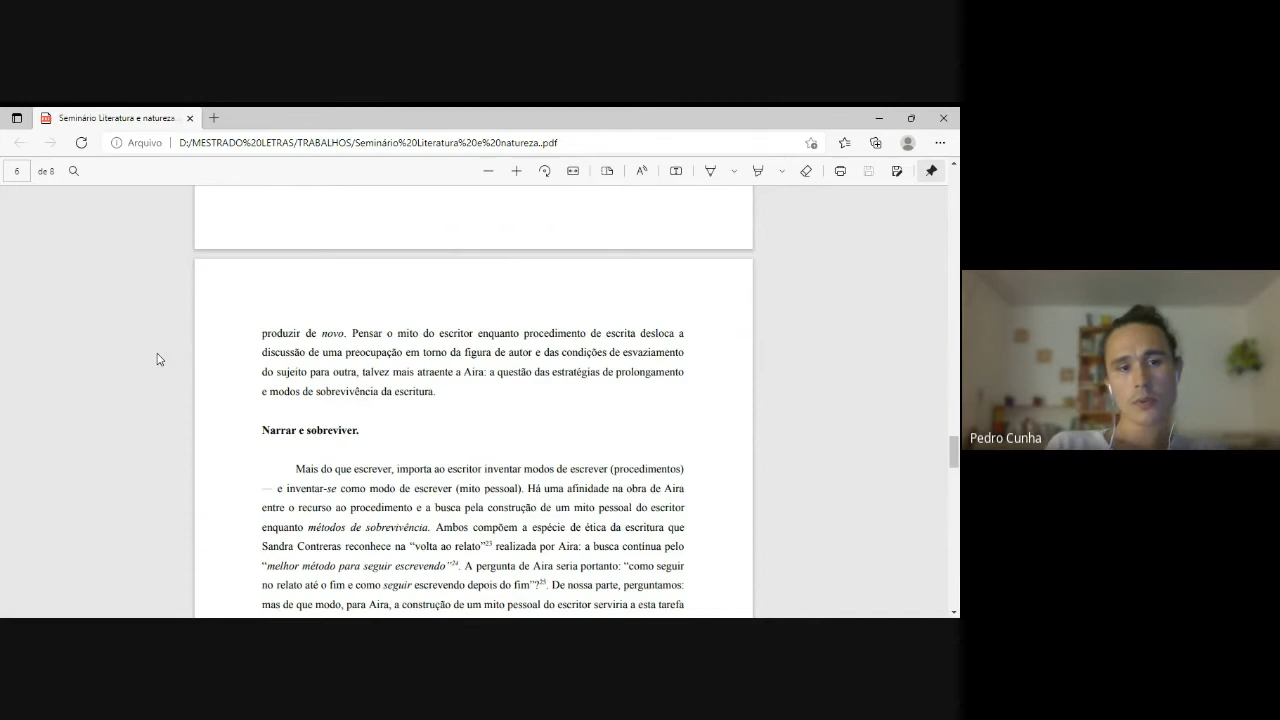 Seminário Literatura e natureza
Arquivo
D:/MESTRADO%20LETRAS/TRABALHOS/Seminário%20Literatura%20e%20natureza..pdf
6 de 8
produzir de novo. Pensar o mito do escritor enquanto procedimento de escrita desloca a
discussão de uma preocupação em torno da figura de autor e das condições de esvaziamento
do sujeito para outra, talvez mais atraente a Aira: a questão das estratégias de prolongamento
e modos de sobrevivência da escritura.
Narrar e sobreviver.
Mais do que escrever, importa ao escritor inventar modos de escrever (procedimentos)
— e inventar-se como modo de escrever (mito pessoal). Há uma afinidade na obra de Aira
entre o recurso ao procedimento e a busca pela construção de um mito pessoal do escritor
enquanto métodos de sobrevivência. Ambos compõem a espécie de ética da escritura que
Sandra Contreras reconhece na “volta ao relato”23 realizada por Aira: a busca contínua pelo
“melhor método para seguir escrevendo”24. A pergunta de Aira seria portanto: “como seguir
no relato até o fim e como seguir escrevendo depois do fim”?25. De nossa parte, perguntamos:
mas de que modo, para Aira, a construção de um mito pessoal do escritor serviria a esta tarefa
Pedro Cunha